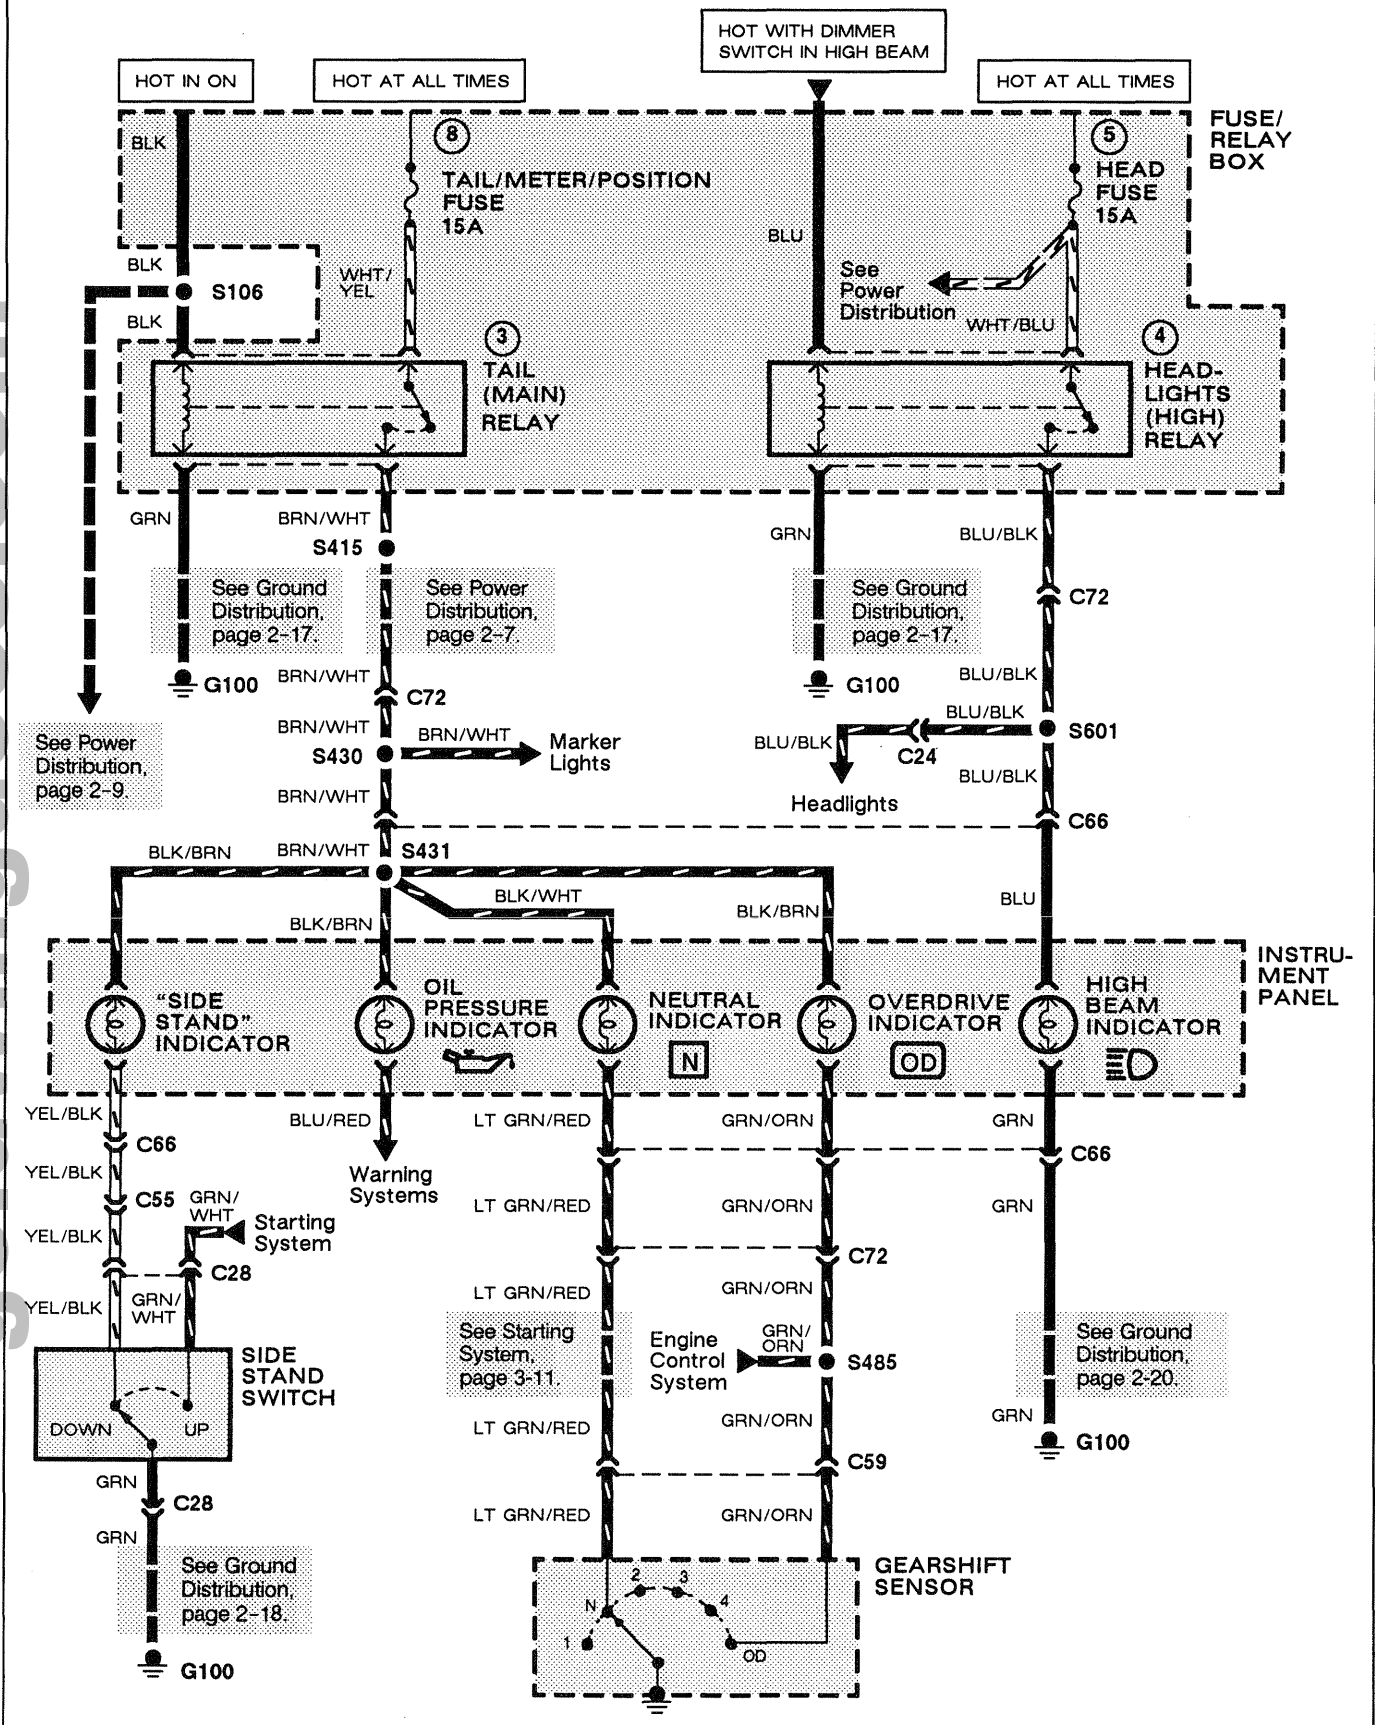 HOT WITH DIMMER
SWITCH IN HIGH BEAM
HOT IN ON
HOT AT ALL TIMES
HOT AT ALL TIMES
FUSE/
RELAY
BOX
BLK
8
TAIL/METER/POSITION
FUSE
15A
5
HEAD
FUSE
15A
BLU
BLK
S106
BLK
WHT/
YEL
See
Power
Distribution
WHT/BLU
3
TAIL
(MAIN)
RELAY
4
HEAD-
LIGHTS
(HIGH)
RELAY
GRN
BRN/WHT
S415
GRN
BLU/BLK
See Ground
Distribution,
page 2-17.
See Power
Distribution,
page 2-7.
See Ground
Distribution,
page 2-17.
C72
G100
BRN/WHT
C72
G100
BLU/BLK
See Power
Distribution,
page 2-9.
BRN/WHT
S430
BRN/WHT
Marker
Lights
BLU/BLK
BLU/BLK
C24
S601
Headlights
BRN/WHT
BLU/BLK
C66
BLK/BRN
BRN/WHT
S431
BLK/WHT
BLK/BRN
BLK/BRN
BLU
INSTRU-
MENT
PANEL
"SIDE
STAND"
INDICATOR
OIL
PRESSURE
INDICATOR
NEUTRAL
INDICATOR
N
OVERDRIVE
INDICATOR
OD
HIGH
BEAM
INDICATOR
YEL/BLK
BLU/RED
LT GRN/RED
GRN/ORN
GRN
C66
C66
Warning
Systems
YEL/BLK
C55
GRN/
WHT
Starting
System
LT GRN/RED
GRN/ORN
GRN
YEL/BLK
C28
C72
YEL/BLK
GRN/
WHT
LT GRN/RED
GRN/ORN
See Starting
System,
page 3-11.
Engine
Control
System
GRN/
ORN
S485
See Ground
Distribution,
page 2-20.
SIDE
STAND
SWITCH
DOWN
UP
LT GRN/RED
GRN/ORN
GRN
G100
C59
GRN
C28
GRN
LT GRN/RED
GRN/ORN
See Ground
Distribution,
page 2-18.
G100
GEARSHIFT
SENSOR
1
N
2
3
4
OD